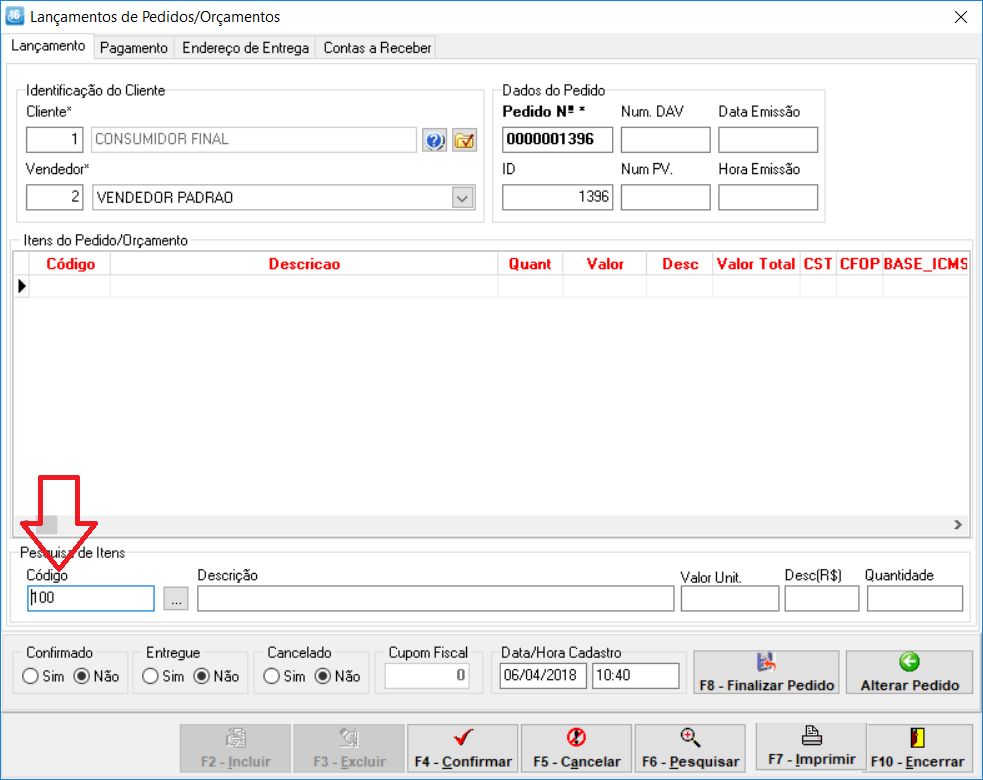 Lançamentos de Pedidos/Orçamentos
Lançamento Pagamento Endereço de Entrega Contas a Receber
Identificação do Cliente
Cliente*
1 CONSUMIDOR FINAL
Vendedor*
2 VENDEDOR PADRAO
Dados do Pedido
Pedido Nº * Num. DAV Data Emissão
0000001396
ID Num PV. Hora Emissão
1396
Itens do Pedido/Orçamento
Código Descricao Quant Valor Desc Valor Total CST CFOP BASE_ICMS
Pesquisa de Itens
Código Descrição Valor Unit. Desc(R$) Quantidade
100 ...
Confirmado Entregue Cancelado Cupom Fiscal Data/Hora Cadastro
Sim Não Sim Não Sim Não 0 06/04/2018 10:40
F8 - Finalizar Pedido Alterar Pedido
F2 - Incluir F3 - Excluir F4 - Confirmar F5 - Cancelar F6 - Pesquisar F7 - Imprimir F10 - Encerrar